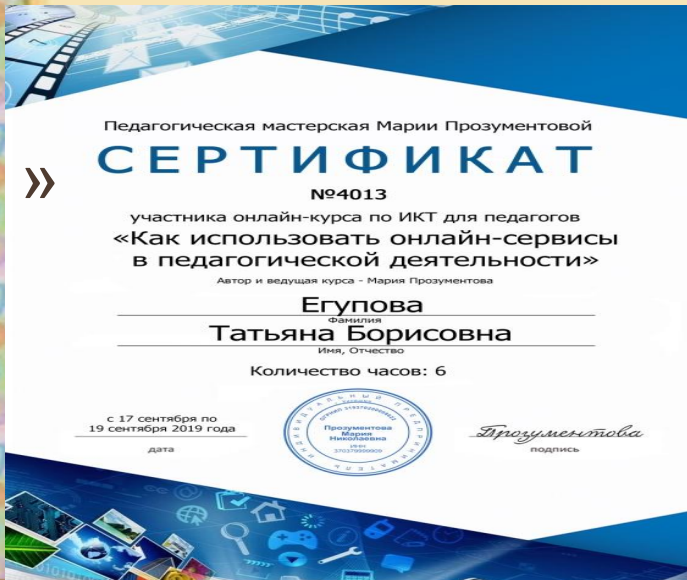 Педагогическая мастерская Марии Прозументовой
СЕРТИФИКАТ
»
№4013
участника онлайн-курса по ИКТ для педагогов
«Как использовать онлайн-сервисы
в педагогической деятельности»
Автор и ведущая курса - Мария Прозументова
Егупова
Фамилия
Татьяна Борисовна
Имя, Отчество
Количество часов: 6
с 17 сентября по
19 сентября 2019 года
дата
ИНДИВИДУАЛЬНЫЙ ПРЕДПРИНИМАТЕЛЬ
Прозументова
Мария
Николаевна
Прозументова
подпись